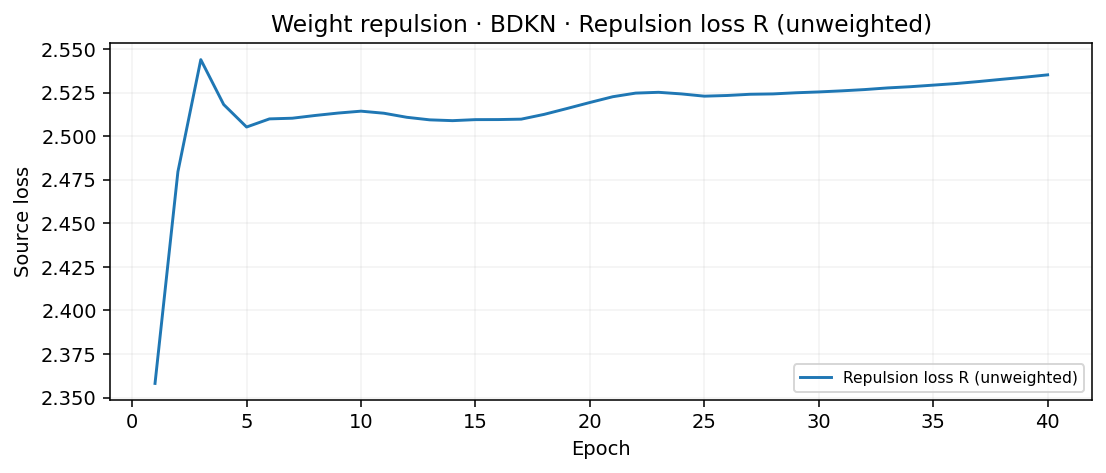 Weight repulsion · BDKN · Repulsion loss R (unweighted)
2.550
2.525
2.500
2.475
2.450
2.425
2.400
2.375
2.350
Source loss
0 5 10 15 20 25 30 35 40
Epoch
Repulsion loss R (unweighted)